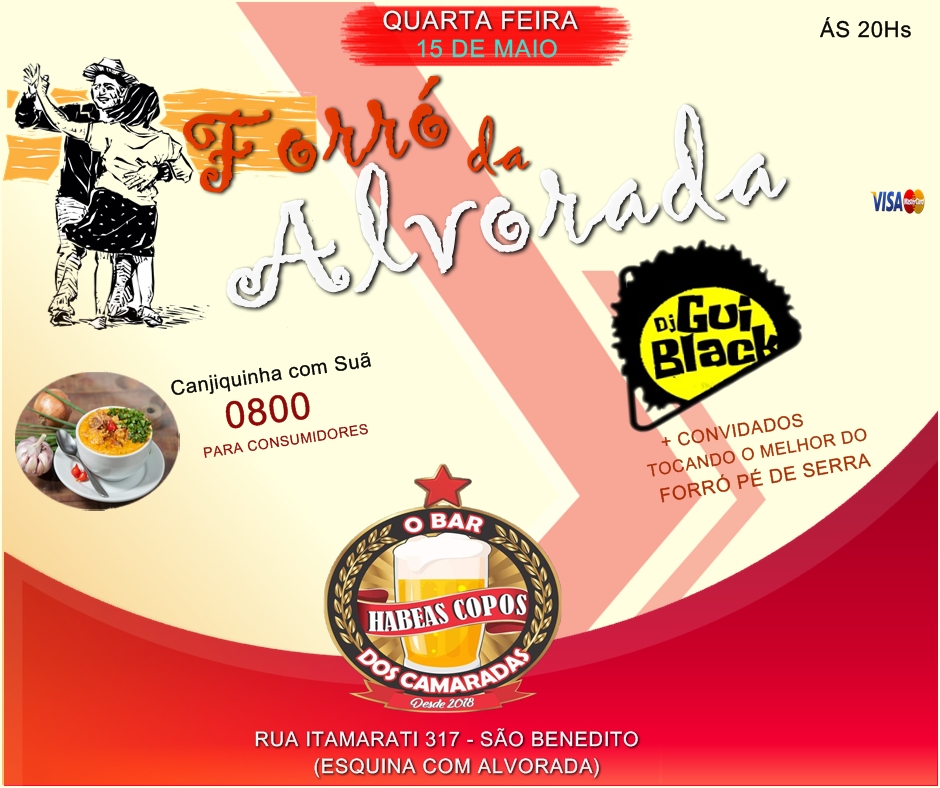 QUARTA FEIRA
15 DE MAIO
ÁS 20Hs
Forró da
Alvorada
VISA MasterCard
Dj Gui
Black
Canjiquinha com Suã
0800
PARA CONSUMIDORES
+ CONVIDADOS
TOCANDO O MELHOR DO
FORRÓ PÉ DE SERRA
O BAR
HABEAS COPOS
DOS CAMARADAS
Desde 2018
RUA ITAMARATI 317 - SÃO BENEDITO
(ESQUINA COM ALVORADA)